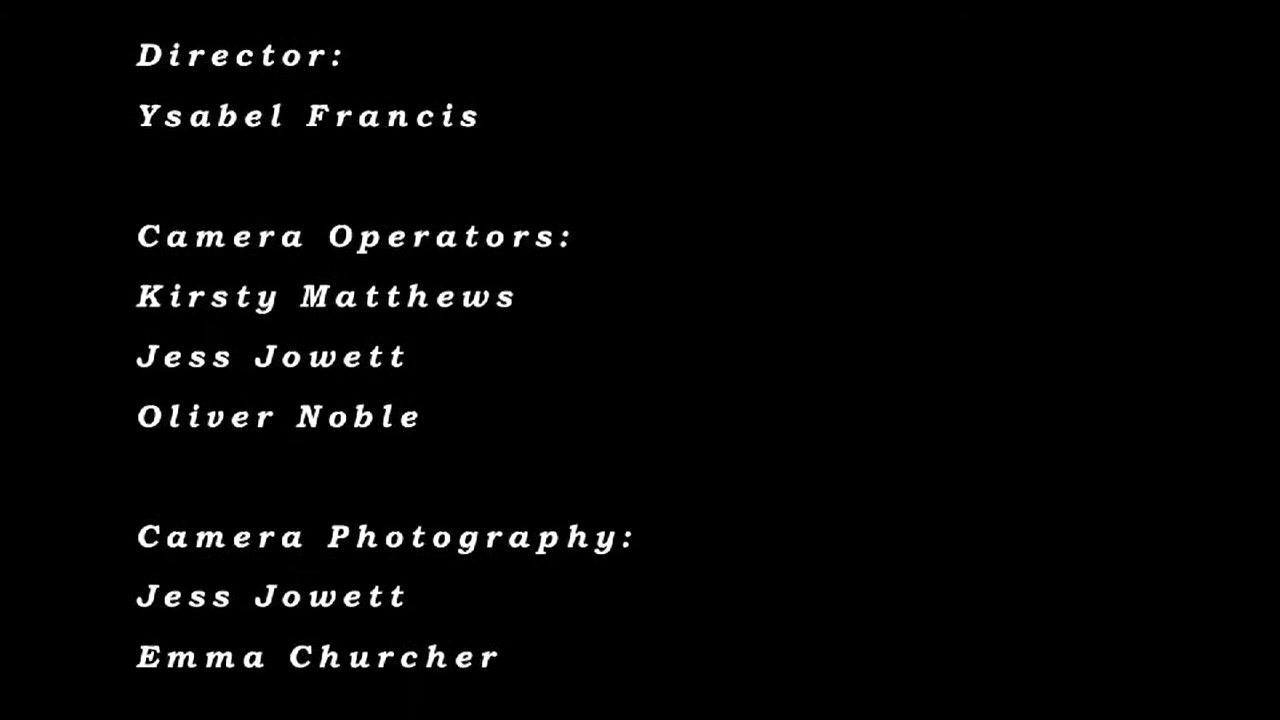 Director:
Ysabel Francis
Camera Operators:
Kirsty Matthews
Jess Jowett
Oliver Noble
Camera Photography:
Jess Jowett
Emma Churcher